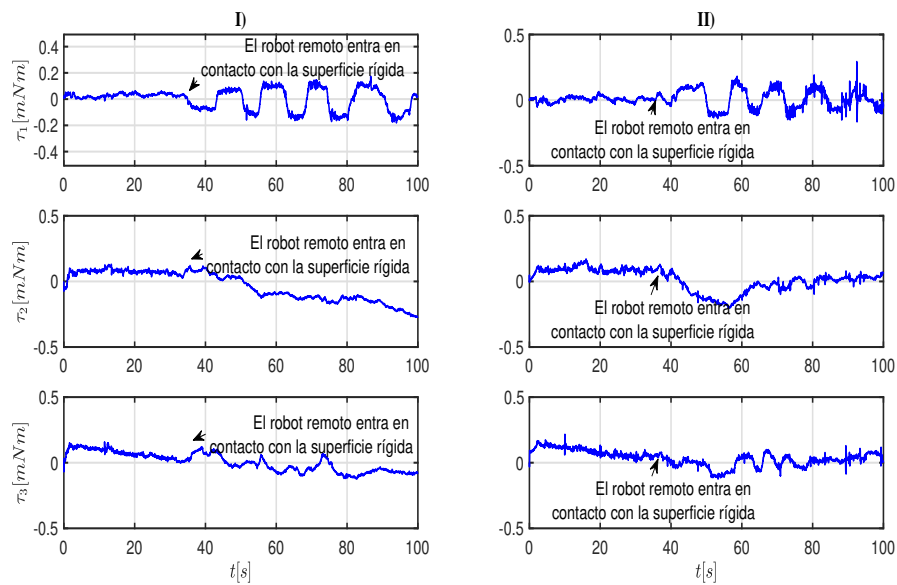 I)
II)
El robot remoto entra en
contacto con la superficie rígida
τ1[mNm]
0.4
0.2
0
-0.2
-0.4
0 20 40 60 80 100
0.5
0
-0.5
El robot remoto entra en
contacto con la superficie rígida
0 20 40 60 80 100
τ2[mNm]
0.5
0
-0.5
El robot remoto entra en
contacto con la superficie rígida
0 20 40 60 80 100
0.5
0
-0.5
El robot remoto entra en
contacto con la superficie rígida
0 20 40 60 80 100
τ3[mNm]
0.5
0
-0.5
El robot remoto entra en
contacto con la superficie rígida
0 20 40 60 80 100
t[s]
0.5
0
-0.5
El robot remoto entra en
contacto con la superficie rígida
0 20 40 60 80 100
t[s]